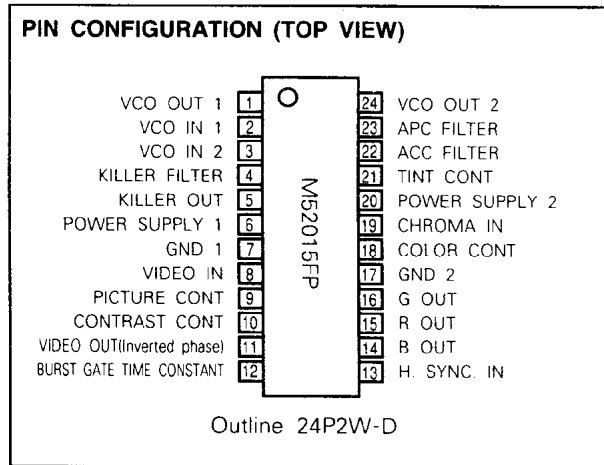 PIN CONFIGURATION (TOP VIEW)
VCO OUT 1 1 24 VCO OUT 2
VCO IN 1 2 23 APC FILTER
VCO IN 2 3 22 ACC FILTER
KILLER FILTER 4 21 TINT CONT
KILLER OUT 5 20 POWER SUPPLY 2
POWER SUPPLY 1 6 19 CHROMA IN
GND 1 7 18 COLOR CONT
VIDEO IN 8 17 GND 2
PICTURE CONT 9 16 G OUT
CONTRAST CONT 10 15 R OUT
VIDEO OUT(Inverted phase) 11 14 B OUT
BURST GATE TIME CONSTANT 12 13 H. SYNC. IN
M52015FP
Outline 24P2W-D